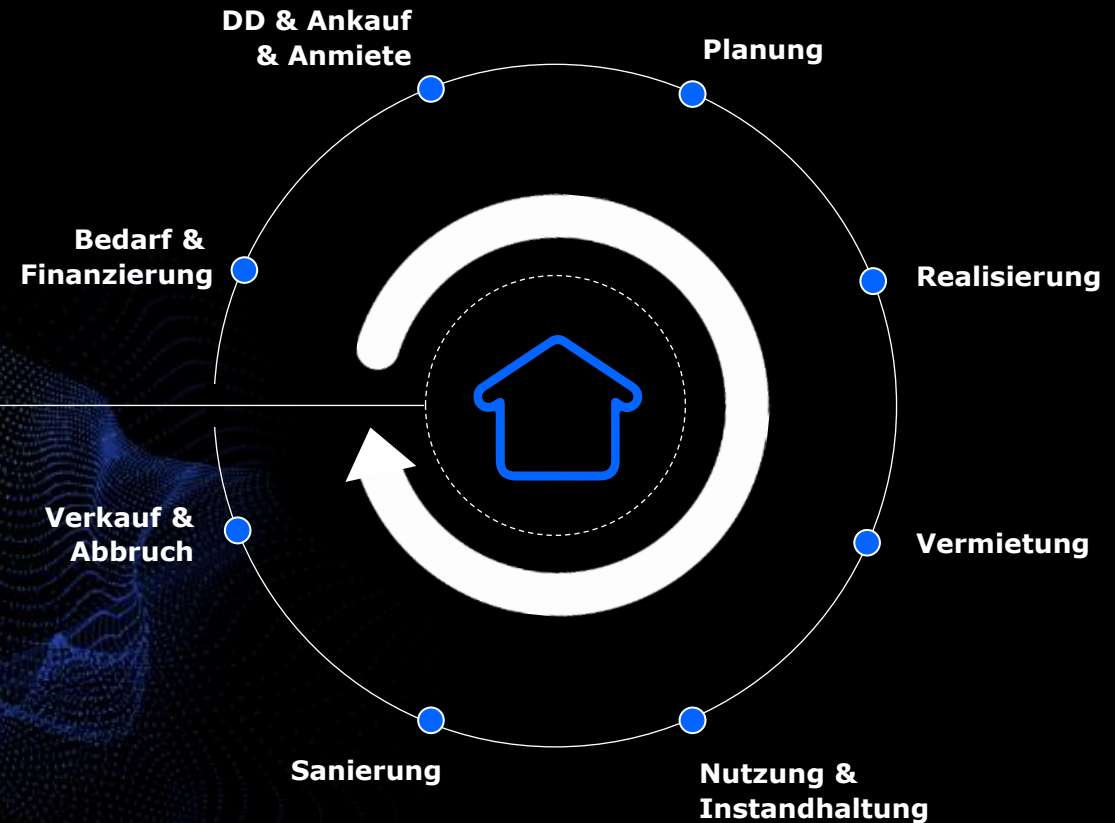 DD & Ankauf
& Anmiete
Planung
Bedarf &
Finanzierung
Realisierung
Verkauf &
Abbruch
Vermietung
Sanierung
Nutzung &
Instandhaltung